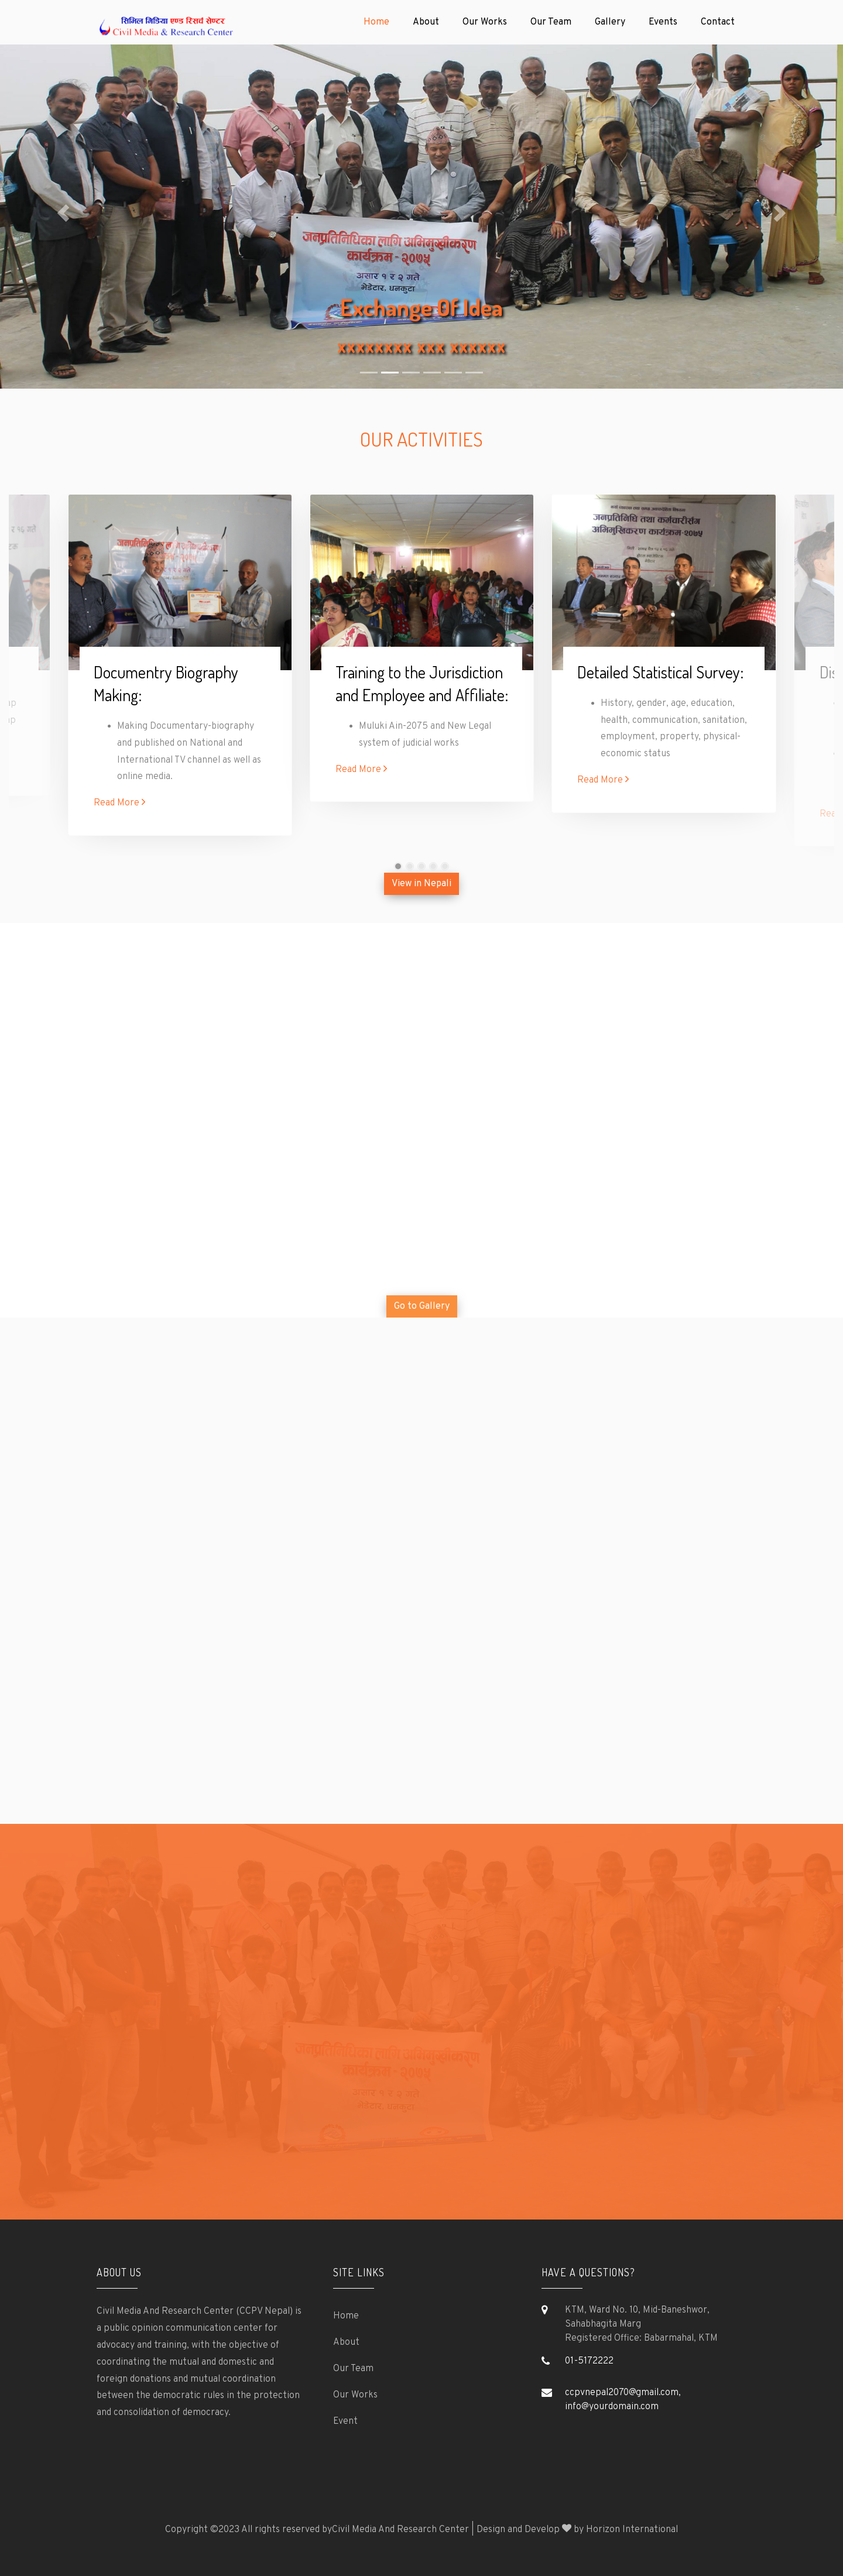 सिभिल मिडिया एण्ड रिसर्च सेण्टर
Civil Media & Research Center
Home About Our Works Our Team Gallery Events Contact
जनप्रतिनिधिका लागि अभिमुखीकरण
कार्यक्रम - २०७५
असार १ र २ गते
भेडेटार, धनकुटा
Exchange Of Idea
xxxxxxxx xxx xxxxxx
OUR ACTIVITIES
जनप्रतिनिधि तथा कर्मचारीसँग
अभिमुखिकरण कार्यक्रम-२०७५
Documentry Biography
Making:
Making Documentary-biography
and published on National and
International TV channel as well as
online media.
Read More
Training to the Jurisdiction
and Employee and Affiliate:
Muluki Ain-2075 and New Legal
system of judicial works
Read More
Detailed Statistical Survey:
History, gender, age, education,
health, communication, sanitation,
employment, property, physical-
economic status
Read More
View in Nepali
Go to Gallery
जनप्रतिनिधिका लागि अभिमुखीकरण
कार्यक्रम - २०७५
असार १ र २ गते
भेडेटार, धनकुटा
ABOUT US
Civil Media And Research Center (CCPV Nepal) is
a public opinion communication center for
advocacy and training, with the objective of
coordinating the mutual and domestic and
foreign donations and mutual coordination
between the democratic rules in the protection
and consolidation of democracy.
SITE LINKS
Home
About
Our Team
Our Works
Event
HAVE A QUESTIONS?
KTM, Ward No. 10, Mid-Baneshwor,
Sahabhagita Marg
Registered Office: Babarmahal, KTM
01-5172222
ccpvnepal2070@gmail.com,
info@yourdomain.com
Copyright ©2023 All rights reserved byCivil Media And Research Center | Design and Develop by Horizon International